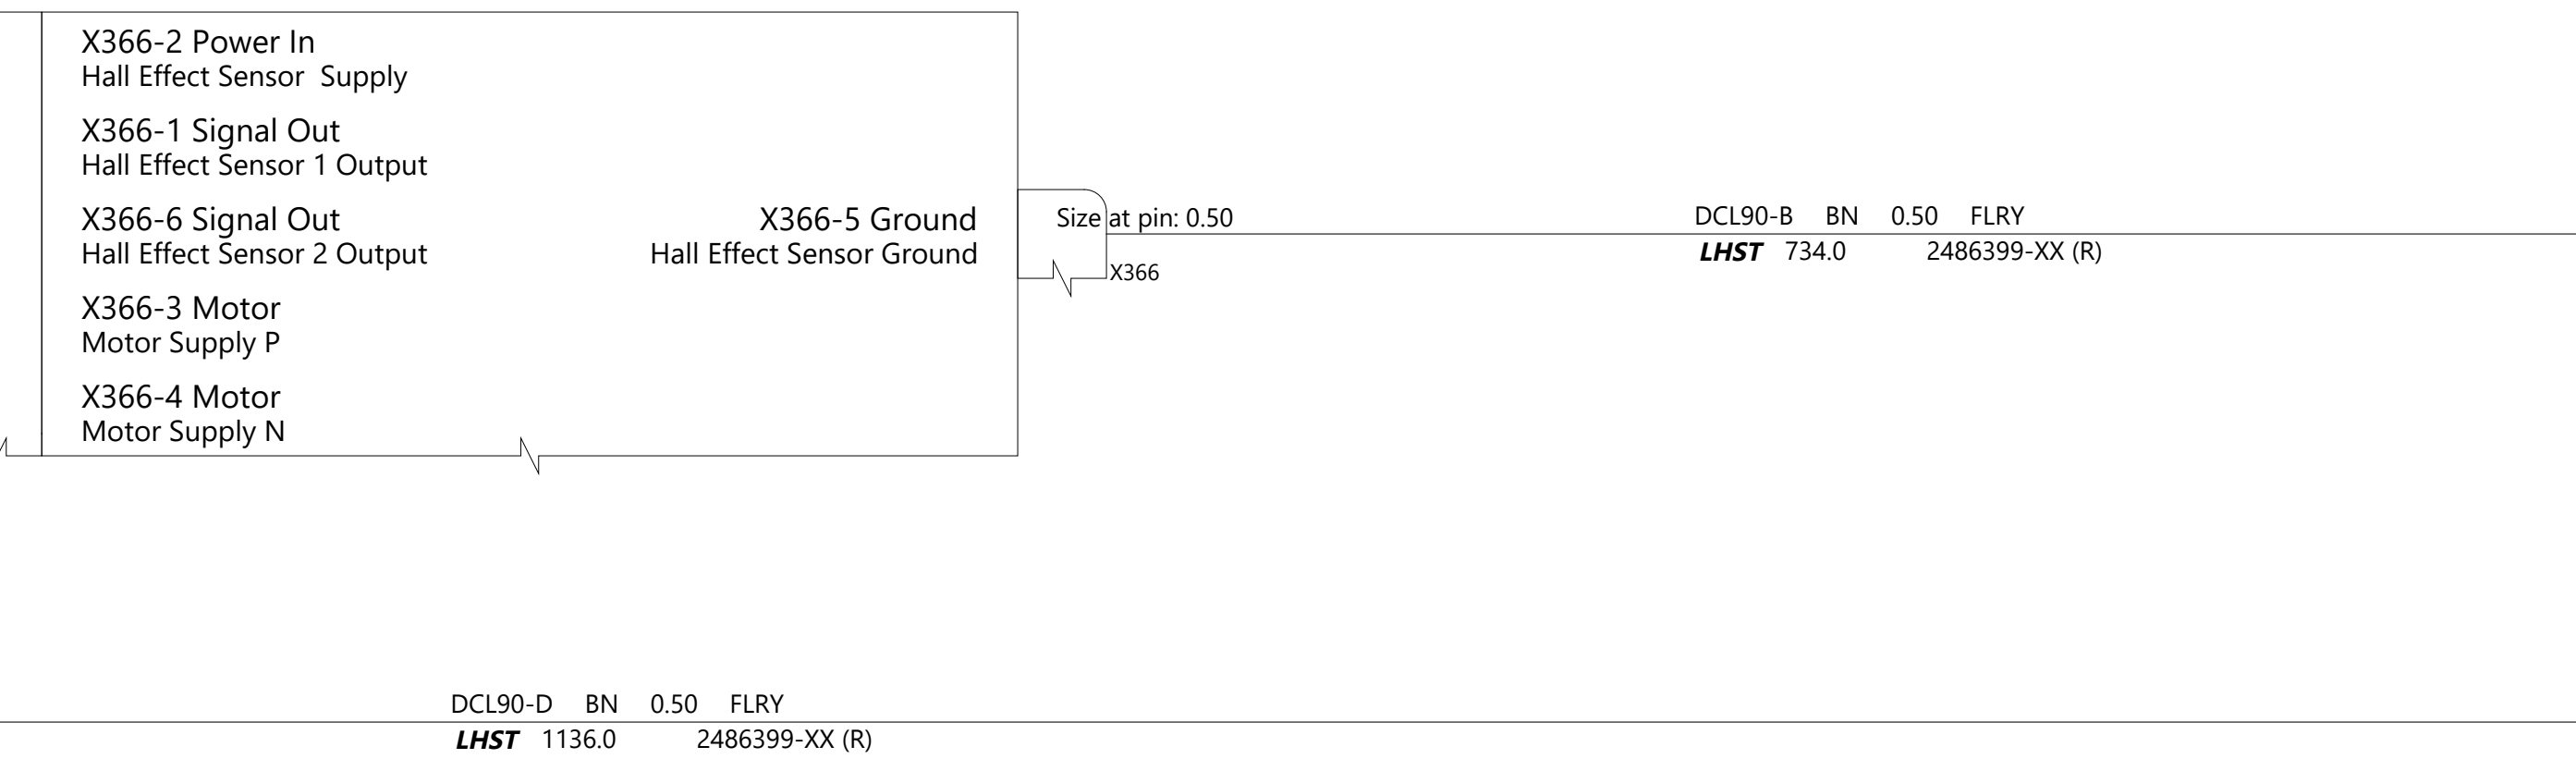 X366-2 Power In
Hall Effect Sensor  Supply
X366-1 Signal Out
Hall Effect Sensor 1 Output
X366-6 Signal Out
Hall Effect Sensor 2 Output
X366-3 Motor
Motor Supply P
X366-4 Motor
Motor Supply N
X366-5 Ground
Hall Effect Sensor Ground
Size at pin: 0.50
X366
DCL90-B BN 0.50 FLRY
LHST 734.0 2486399-XX (R)
DCL90-D BN 0.50 FLRY
LHST 1136.0 2486399-XX (R)